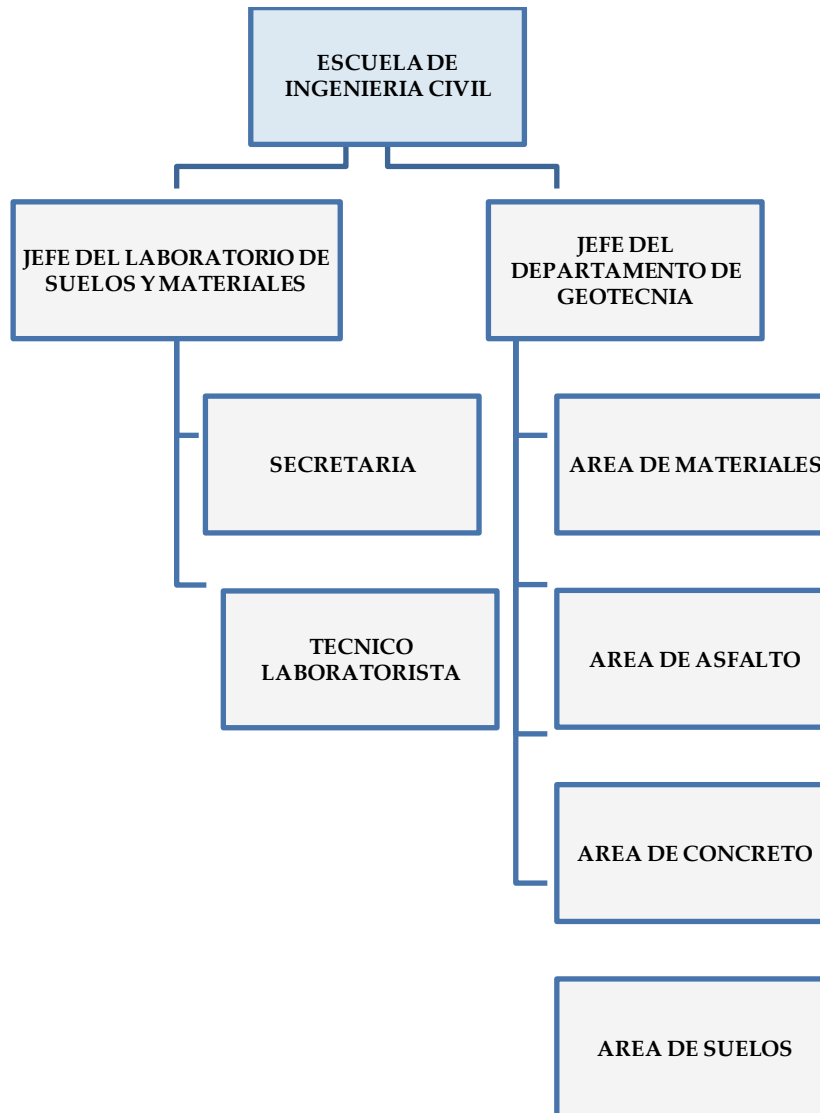 ESCUELA DE
INGENIERIA CIVIL
JEFE DEL LABORATORIO DE
SUELOS Y MATERIALES
JEFE DEL
DEPARTAMENTO DE
GEOTECNIA
SECRETARIA
AREA DE MATERIALES
TECNICO
LABORATORISTA
AREA DE ASFALTO
AREA DE CONCRETO
AREA DE SUELOS